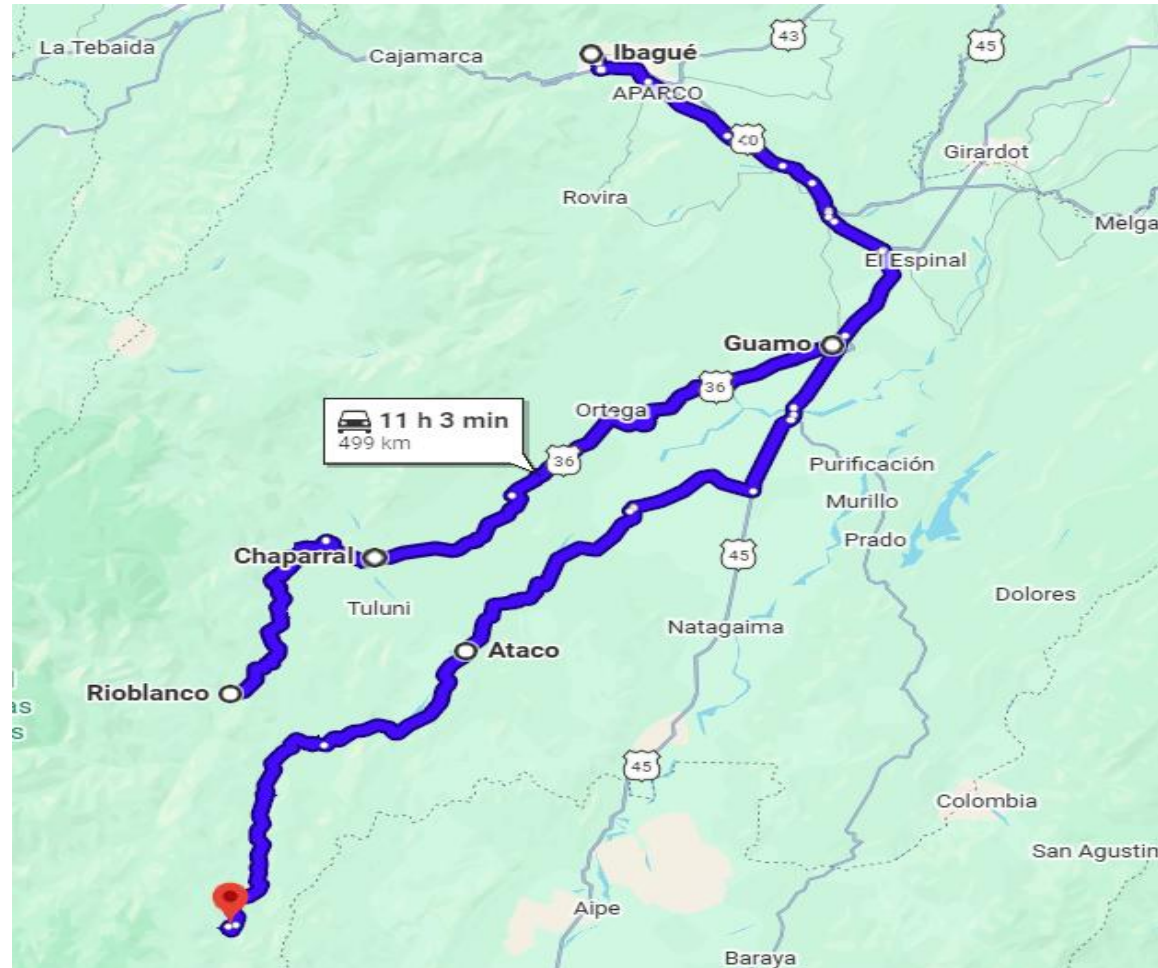 La Tebaida
Cajamarca
Ibagué
43
45
APARCO
40
Girardot
Rovira
Melga
El Espinal
Guamo
36
Ortega
11 h 3 min
499 km
36
Purificación
Murillo
Prado
45
Chaparral
Tuluni
Dolores
Natagaima
Ataco
Rioblanco
as
s
45
Colombia
San Agustin
Aipe
Baraya